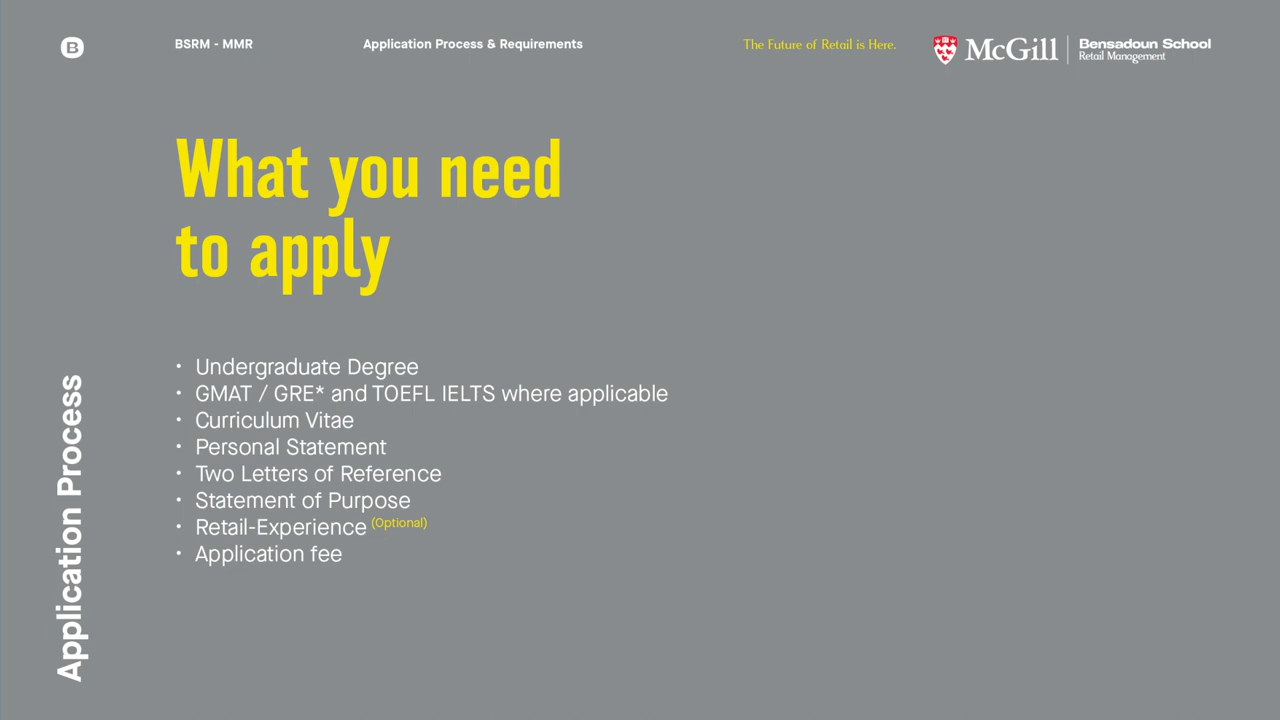 B
BSRM - MMR
Application Process & Requirements
The Future of Retail is Here.
McGill
Bensadoun School
Retail Management
What you need
to apply
• Undergraduate Degree
• GMAT / GRE* and TOEFL IELTS where applicable
• Curriculum Vitae
• Personal Statement
• Two Letters of Reference
• Statement of Purpose
• Retail-Experience (Optional)
• Application fee
Application Process